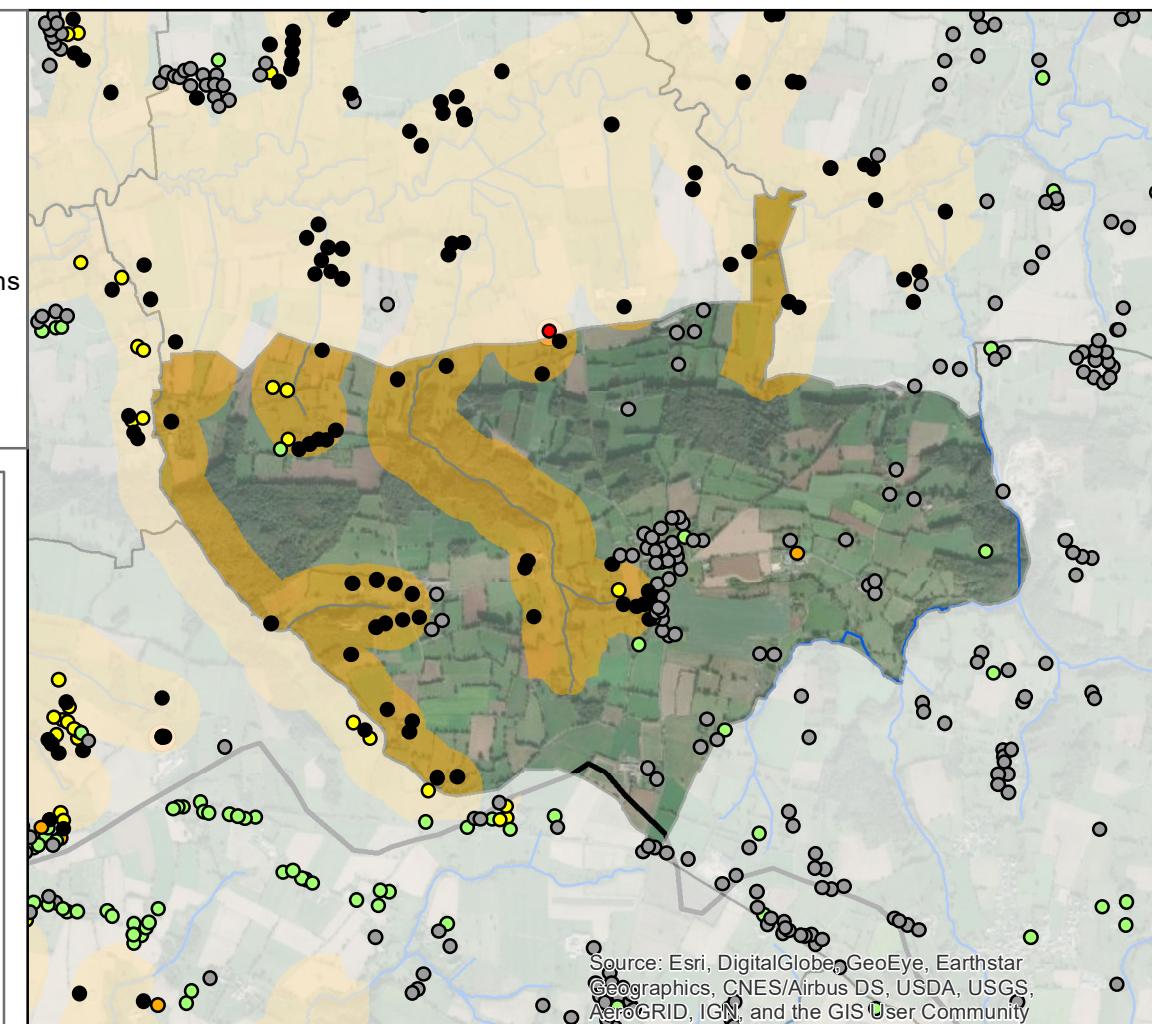 ns
Source: Esri, DigitalGlobe, GeoEye, Earthstar
Geographics, CNES/Airbus DS, USDA, USGS,
AeroGRID, IGN, and the GIS User Community